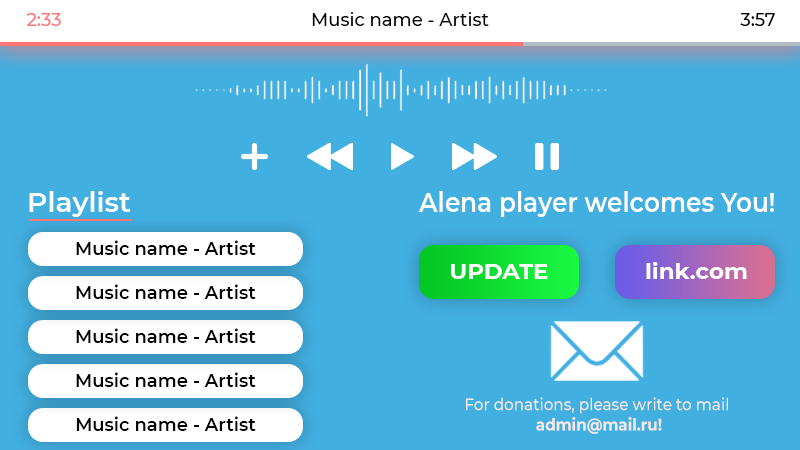 2:33
Music name - Artist
3:57
Playlist
Music name - Artist
Music name - Artist
Music name - Artist
Music name - Artist
Music name - Artist
Alena player welcomes You!
UPDATE
link.com
For donations, please write to mail
admin@mail.ru!